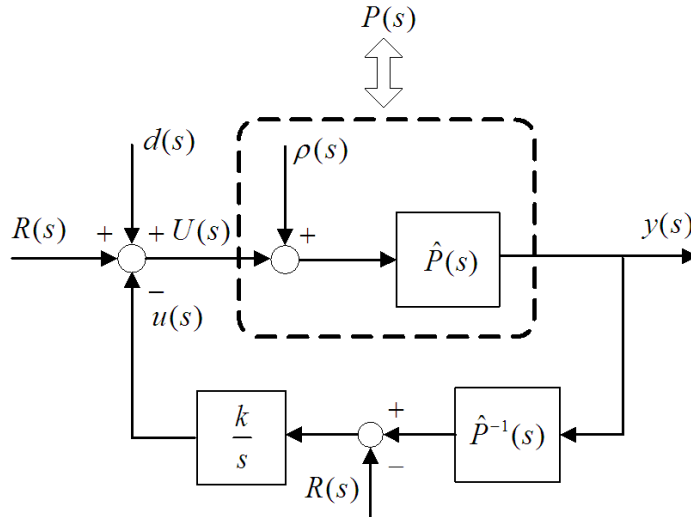 P(s)
d(s)
ρ(s)
R(s)
+
+
U(s)
+
P̂(s)
y(s)
−
u(s)
k
s
+
−
P̂⁻¹(s)
R(s)